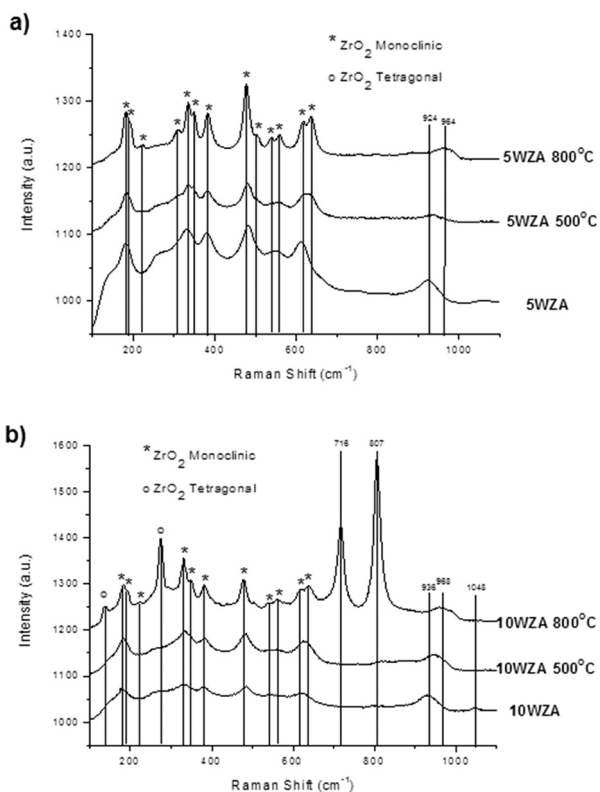 a)
1400
1300
1200
1100
1000
Intensity (a.u.)
* ZrO2 Monoclinic
o ZrO2 Tetragonal
* * * * * * * * * * * * *
924 964
5WZA 800°C
5WZA 500°C
5WZA
200 400 600 800 1000
Raman Shift (cm-1)
b)
1600
1500
1400
1300
1200
1100
1000
Intensity (a.u.)
* ZrO2 Monoclinic
o ZrO2 Tetragonal
716 807
o * * * o * * * * * * * *
936 968 1048
10WZA 800°C
10WZA 500°C
10WZA
200 400 600 800 1000
Raman Shift (cm-1)